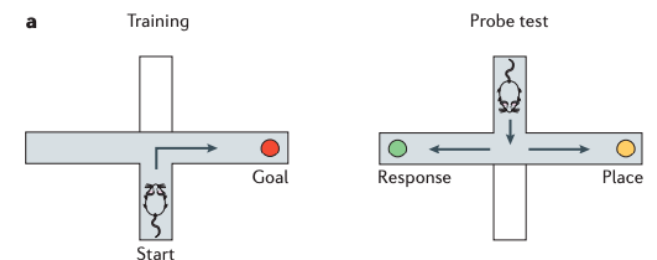 a
Training
Goal
Start
Probe test
Response
Place